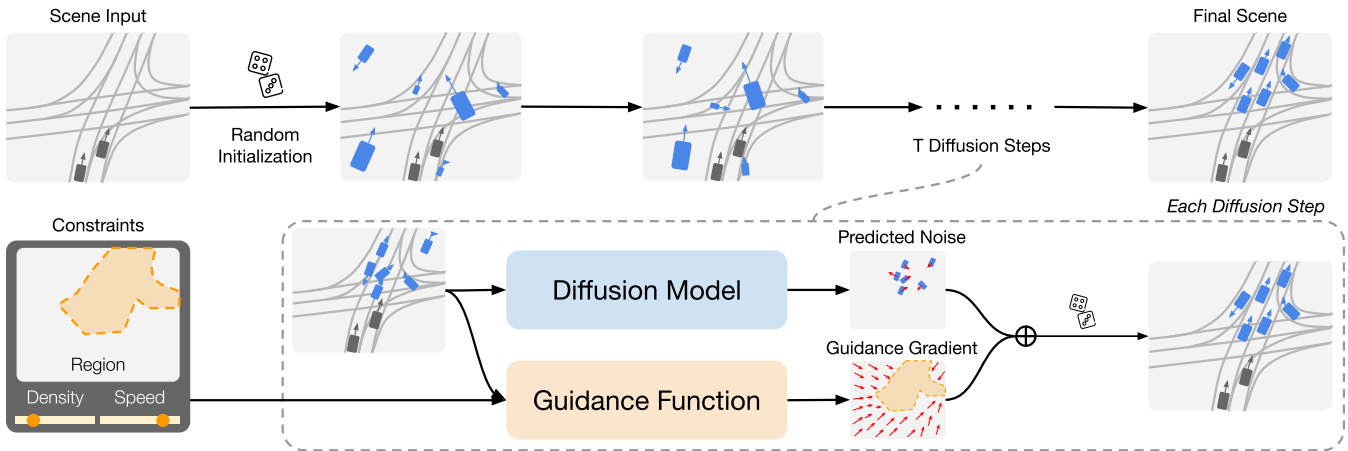 Scene Input
Final Scene
Random
Initialization
T Diffusion Steps
Each Diffusion Step
Constraints
Region
Density
Speed
Diffusion Model
Predicted Noise
Guidance Gradient
Guidance Function